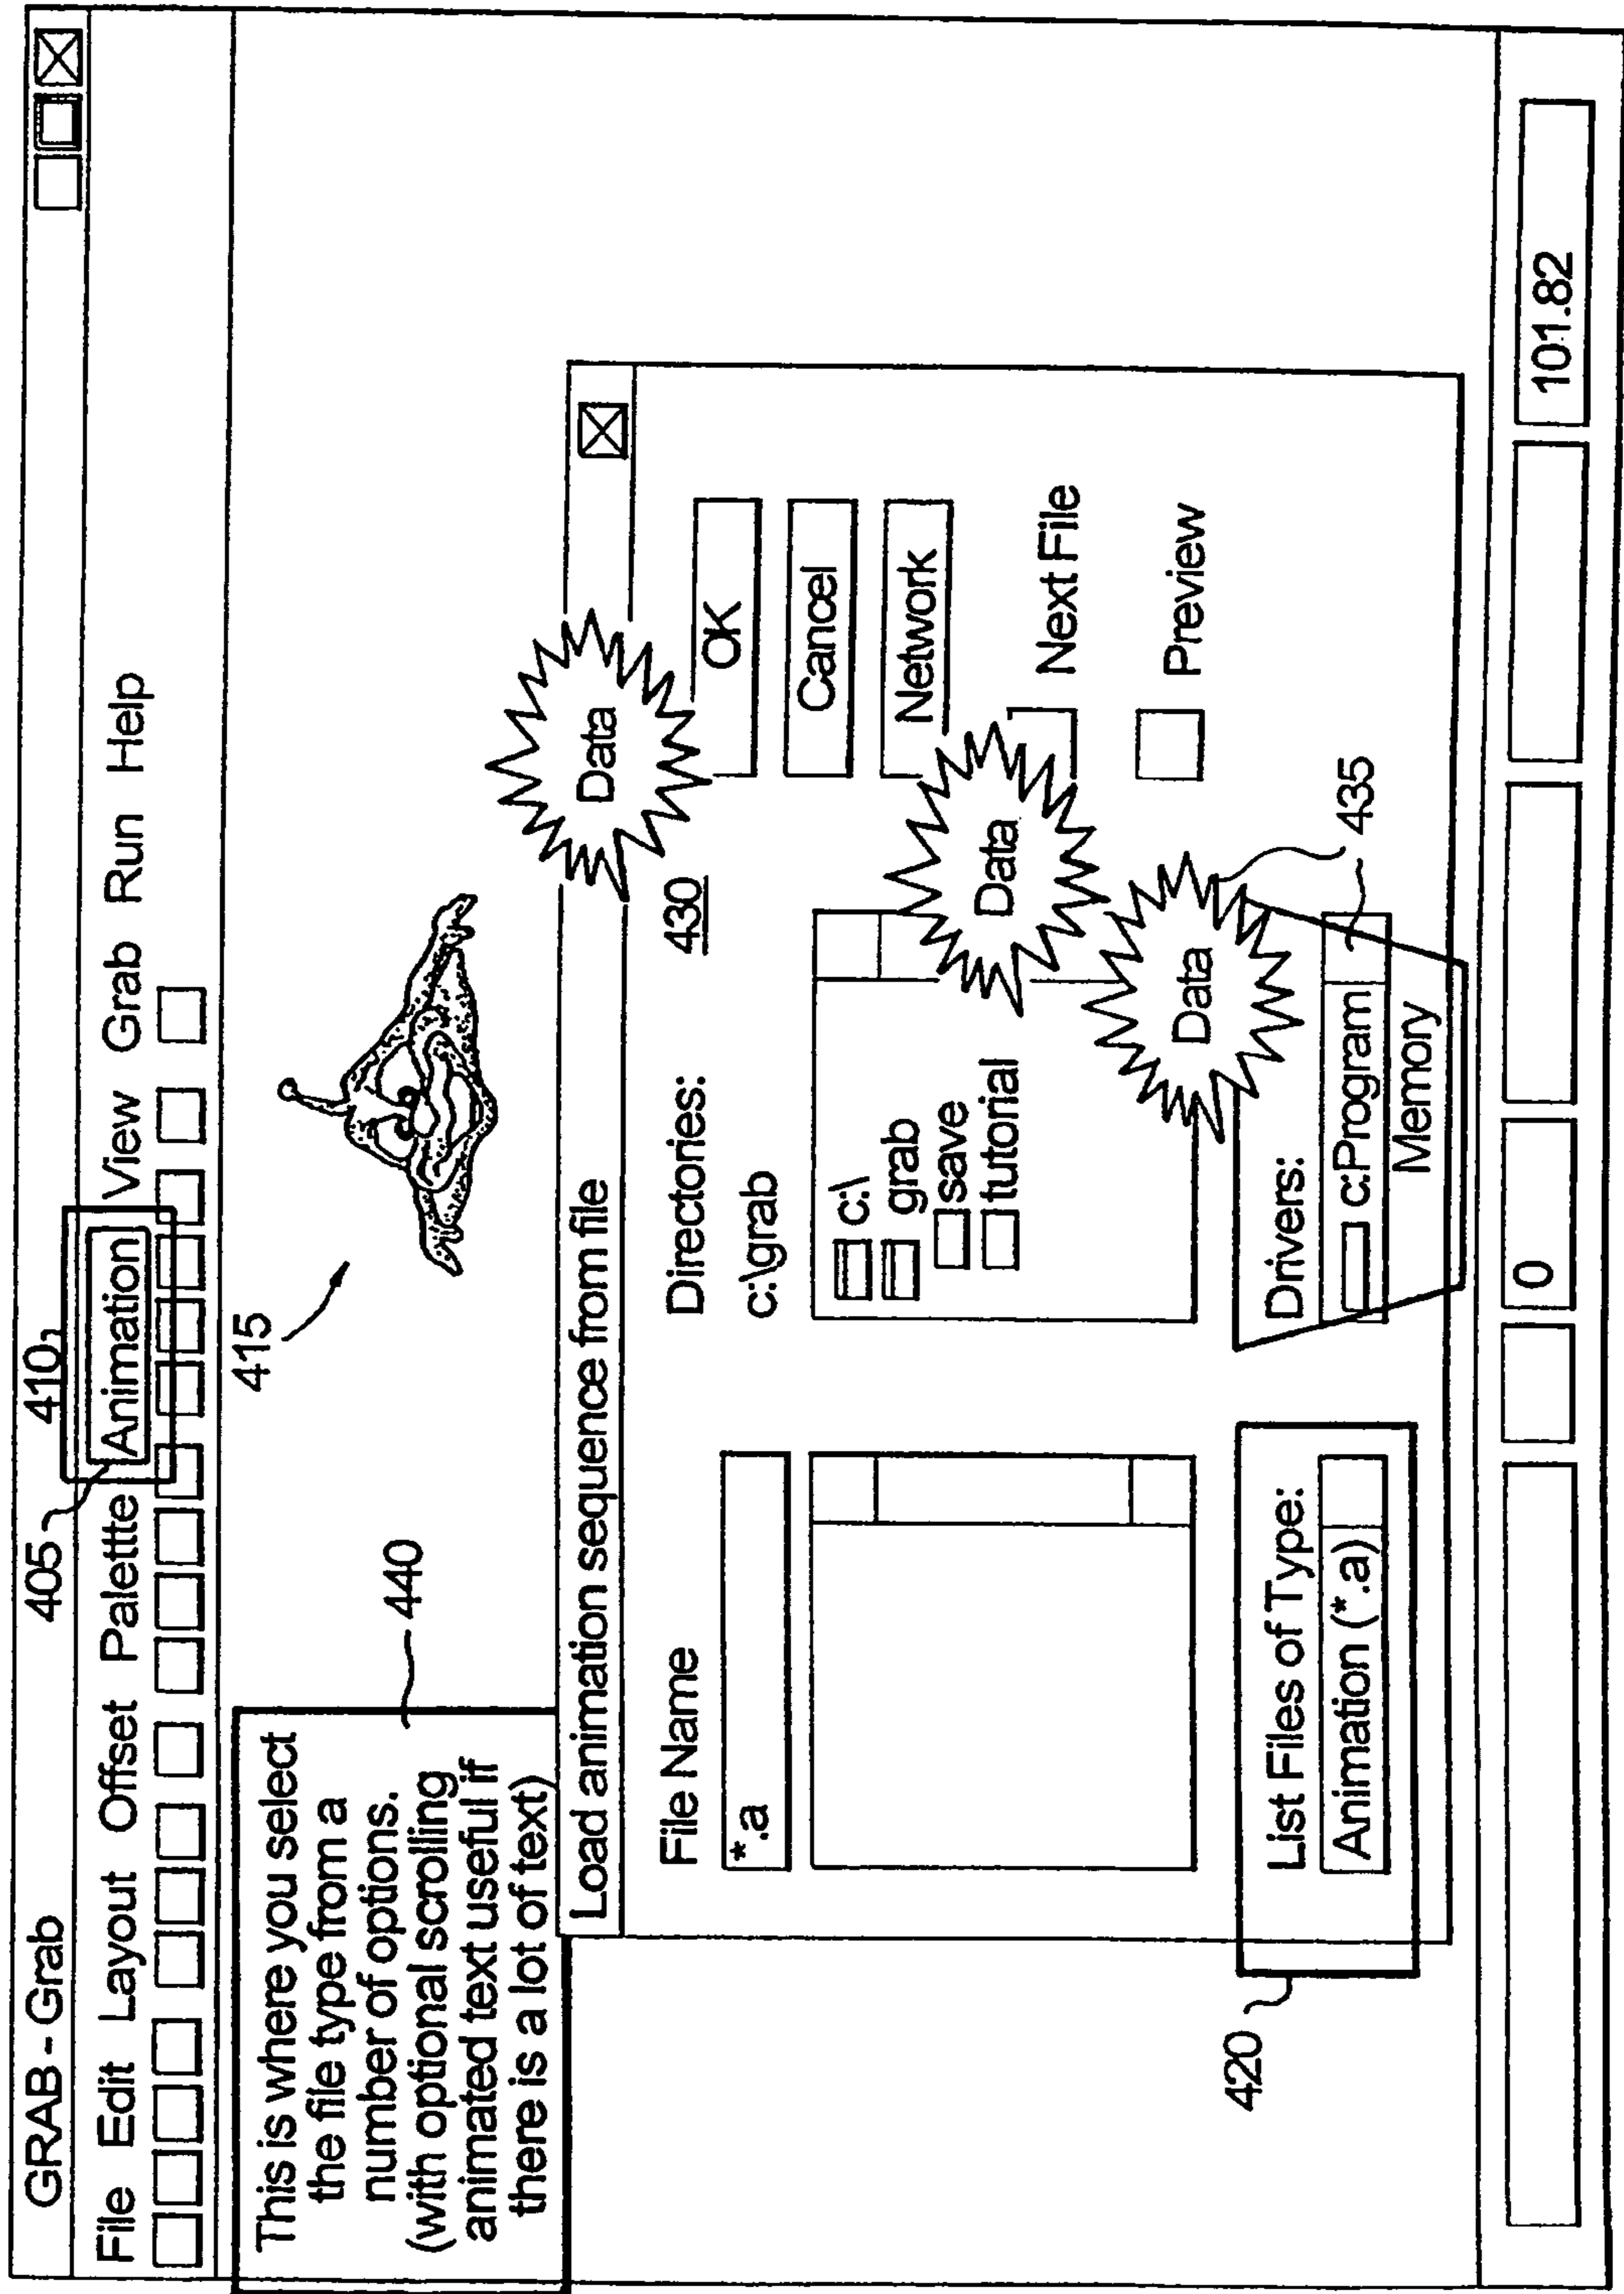 GRAB - Grab
405
410
File Edit Layout Offset Palette Animation View Grab Run Help
415
This is where you select
the file type from a
number of options.
(with optional scrolling
animated text useful if
there is a lot of text)
440
Load animation sequence from file
Data
File Name
*.a
Directories:
c:\grab
430
OK
Cancel
Network
Next File
Preview
c:\
grab
save
tutorial
Data
Data
List Files of Type:
Animation (*.a)
Drivers:
c:Program
Memory
435
420
0
101.82